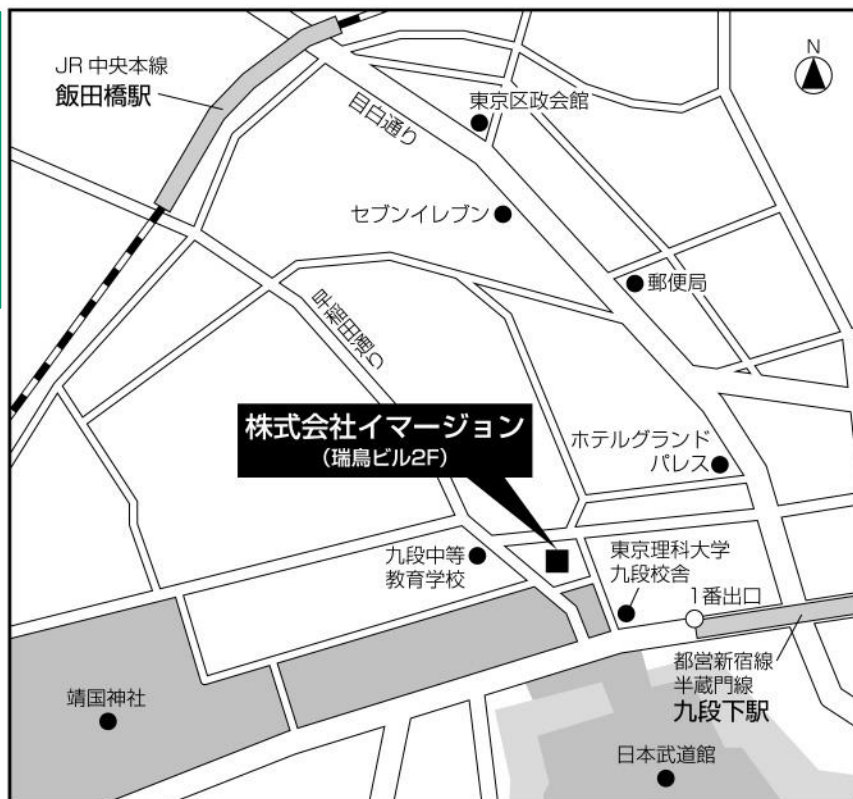 N
JR 中央本線
飯田橋駅
目白通り
東京区政会館
セブンイレブン
郵便局
早稲田通り
株式会社イマージョン
（瑞鳥ビル2F）
ホテルグランド
パレス
九段中等
教育学校
東京理科大学
九段校舎
1番出口
都営新宿線
半蔵門線
九段下駅
靖国神社
日本武道館